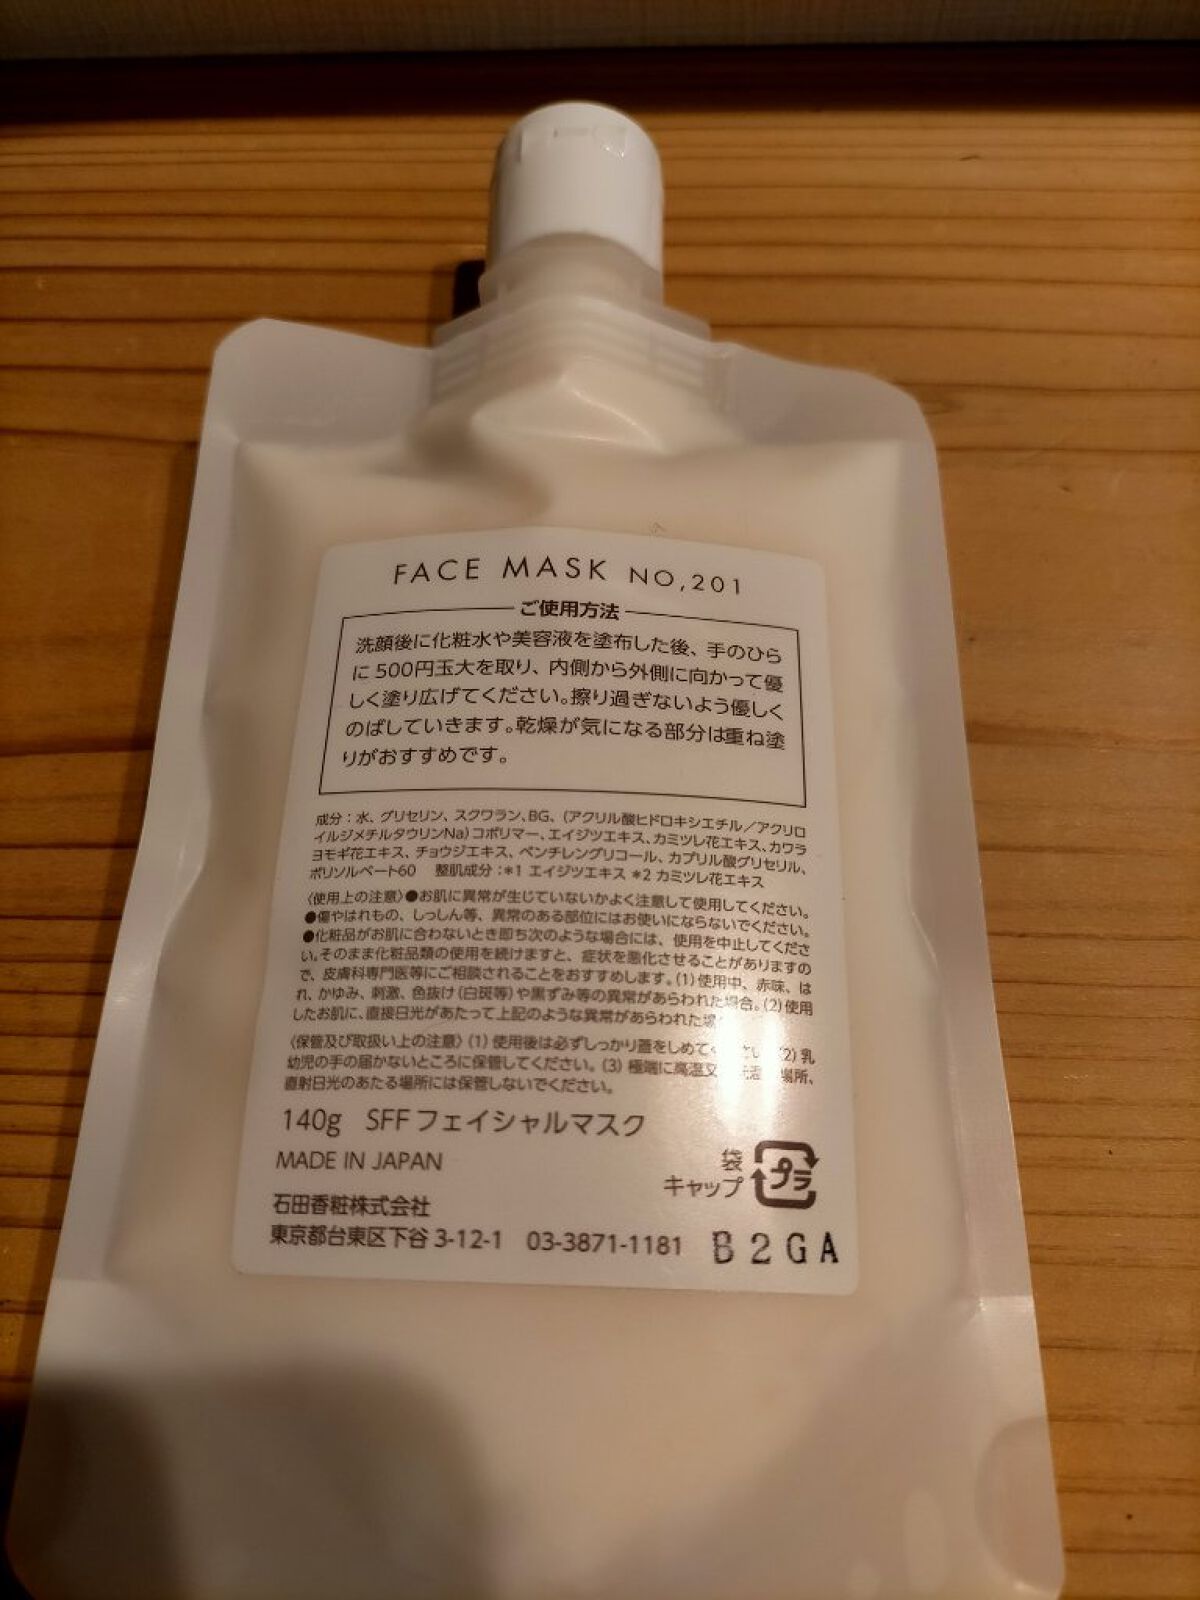 FACE MASK NO,201
ご使用方法
洗顔後に化粧水や美容液を塗布した後、手のひら
に500円玉大を取り、内側から外側に向かって優
しく塗り広げてください。擦り過ぎないよう優しく
のばしていきます。乾燥が気になる部分は重ね塗
りがおすすめです。
成分：水、グリセリン、スクワラン、BG、（アクリル酸ヒドロキシエチル／アクリロ
イルジメチルタウリンNa）コポリマー、エイジツエキス、カミツレ花エキス、カワラ
ヨモギ花エキス、チョウジエキス、ペンチレングリコール、カプリル酸グリセリル、
ポリソルベート60 整肌成分：*1 エイジツエキス *2 カミツレ花エキス
〈使用上の注意〉●お肌に異常が生じていないかよく注意して使用してください。
●傷やはれもの、しっしん等、異常のある部位にはお使いにならないでください。
●化粧品がお肌に合わないとき即ち次のような場合には、使用を中止してくださ
い。そのまま化粧品類の使用を続けますと、症状を悪化させることがありますの
で、皮膚科専門医等にご相談されることをおすすめします。（1）使用中、赤味、は
れ、かゆみ、刺激、色抜け（白斑等）や黒ずみ等の異常があらわれた場合。（2）使用
したお肌に、直接日光があたって上記のような異常があらわれた場
〈保管及び取扱い上の注意〉（1）使用後は必ずしっかり蓋をしめて 2）乳
幼児の手の届かないところに保管してください。（3）極端に高温又 場所、
直射日光のあたる場所には保管しないでください。
140g SFFフェイシャルマスク
MADE IN JAPAN
袋
キャップ
プラ
石田香粧株式会社
東京都台東区下谷3-12-1 03-3871-1181 B2GA